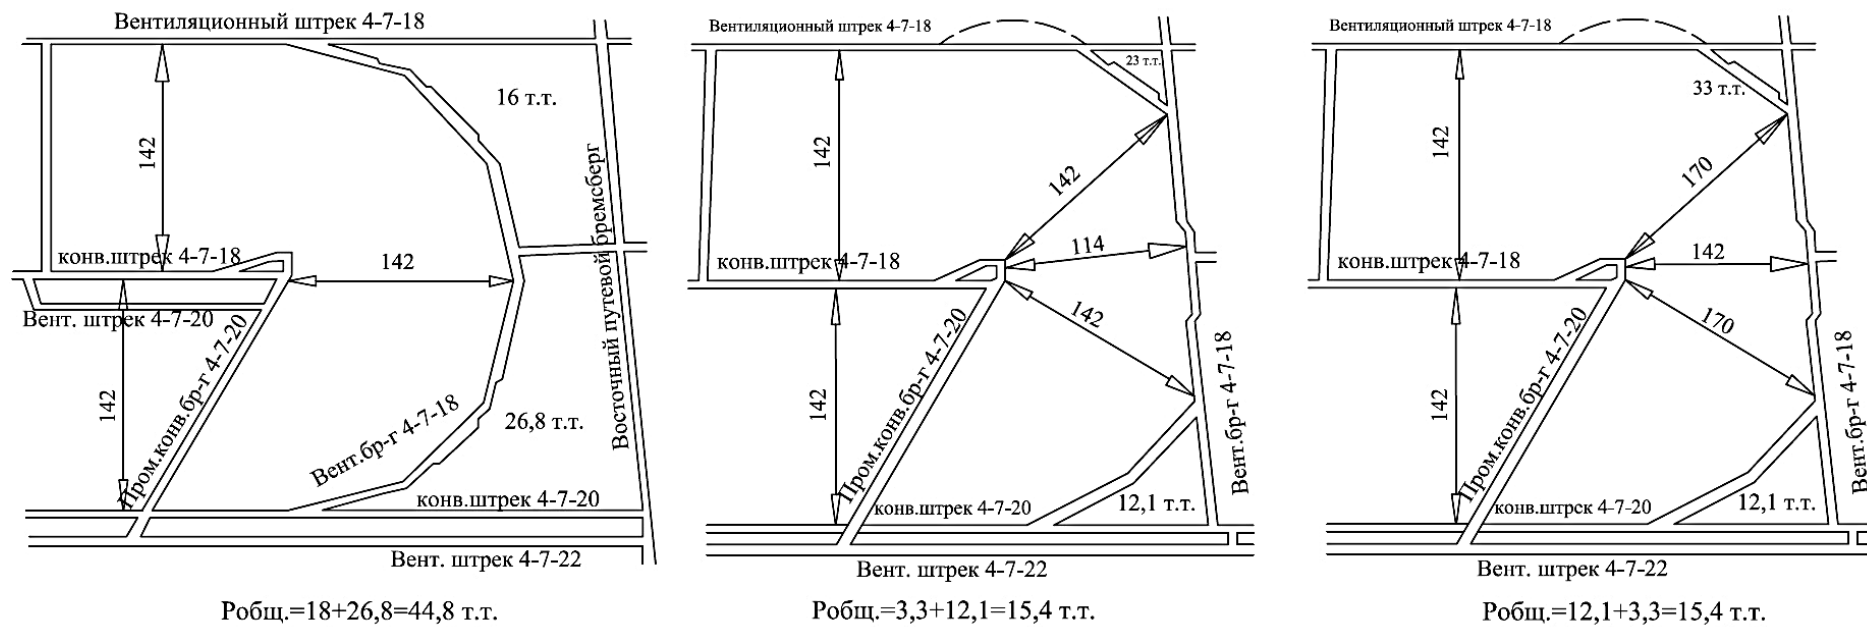 Вентиляционный штрек 4-7-18
16 т.т.
142
конв.штрек 4-7-18
142
Вент. штрек 4-7-20
142
Пром.конв.бр-г 4-7-20
Вент.бр-г 4-7-18
26,8 т.т.
Восточный путевой бремсберг
конв.штрек 4-7-20
Вент. штрек 4-7-22
Робщ.=18+26,8=44,8 т.т.
Вентиляционный штрек 4-7-18
23 т.т.
142
142
114
конв.штрек 4-7-18
142
142
Пром.конв.бр-г 4-7-20
Вент.бр-г 4-7-18
конв.штрек 4-7-20
12,1 т.т.
Вент. штрек 4-7-22
Робщ.=3,3+12,1=15,4 т.т.
Вентиляционный штрек 4-7-18
33 т.т.
142
170
142
конв.штрек 4-7-18
170
142
Пром.конв.бр-г 4-7-20
Вент.бр-г 4-7-18
конв.штрек 4-7-20
12,1 т.т.
Вент. штрек 4-7-22
Робщ.=12,1+3,3=15,4 т.т.